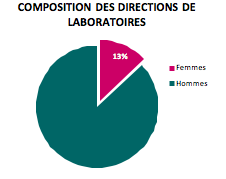 COMPOSITION DES DIRECTIONS DE
LABORATOIRES
13%
Femmes
Hommes